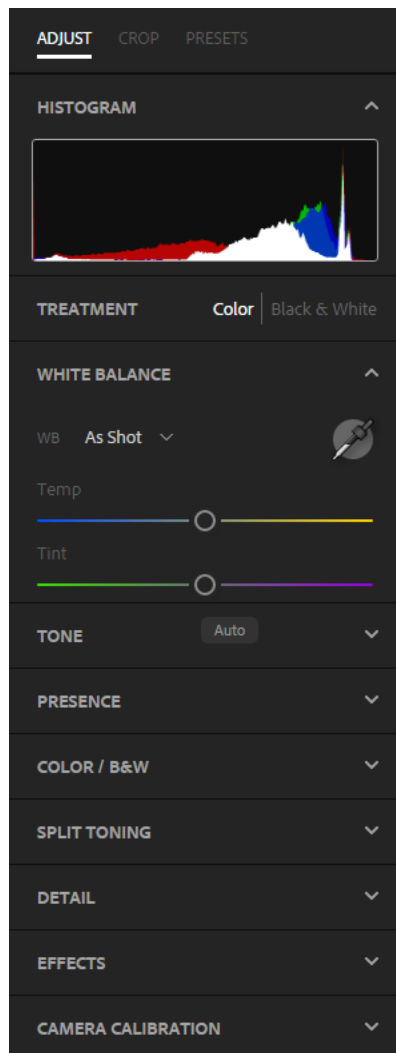 ADJUST CROP PRESETS
HISTOGRAM
TREATMENT Color Black & White
WHITE BALANCE
WB As Shot
Temp
Tint
TONE Auto
PRESENCE
COLOR / B&W
SPLIT TONING
DETAIL
EFFECTS
CAMERA CALIBRATION